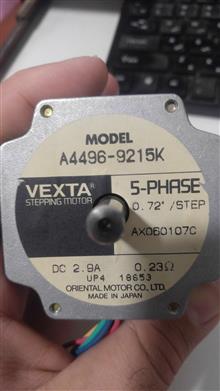 MODEL
A4496-9215K
VEXTA®
STEPPING MOTOR
5-PHASE
0.72°/STEP
AX060107C
DC 2.9A 0.23Ω
UP4 18653
ORIENTAL MOTOR CO., LTD.
MADE IN JAPAN